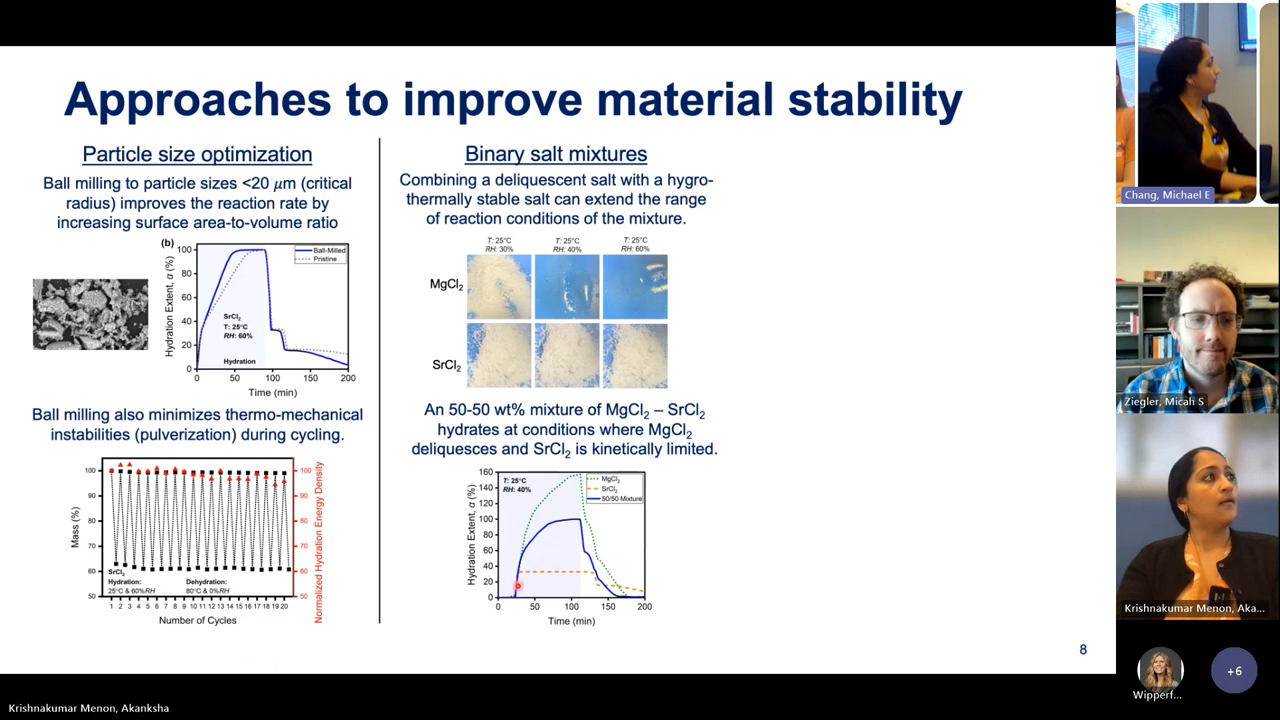 Approaches to improve material stability
Particle size optimization
Ball milling to particle sizes <20 𝜇m (critical
radius) improves the reaction rate by
increasing surface area-to-volume ratio
(b)
Hydration Extent, α (%)
100
80
60
40
20
0
Ball-Milled
Pristine
SrCl₂
T: 25°C
RH: 60%
Hydration
0 50 100 150 200
Time (min)
Ball milling also minimizes thermo-mechanical
instabilities (pulverization) during cycling.
Mass (%)
100
90
80
70
60
50
SrCl₂
Hydration:
25°C & 60%RH
Dehydration:
80°C & 0%RH
100
90
80
70
60
50
Normalized Hydration Energy Density
1 2 3 4 5 6 7 8 9 10 11 12 13 14 15 16 17 18 19 20
Number of Cycles
Binary salt mixtures
Combining a deliquescent salt with a hygro-
thermally stable salt can extend the range
of reaction conditions of the mixture.
T: 25°C
RH: 30%
T: 25°C
RH: 40%
T: 25°C
RH: 60%
MgCl₂
SrCl₂
An 50-50 wt% mixture of MgCl₂ – SrCl₂
hydrates at conditions where MgCl₂
deliquesces and SrCl₂ is kinetically limited.
Hydration Extent, α (%)
160
140
120
100
80
60
40
20
0
T: 25°C
RH: 40%
MgCl₂
SrCl₂
50/50 Mixture
0 50 100 150 200
Time (min)
8
Chang, Michael E
Ziegler, Micah S
Krishnakumar Menon, Aka...
Wipperf...
+6
Krishnakumar Menon, Akanksha